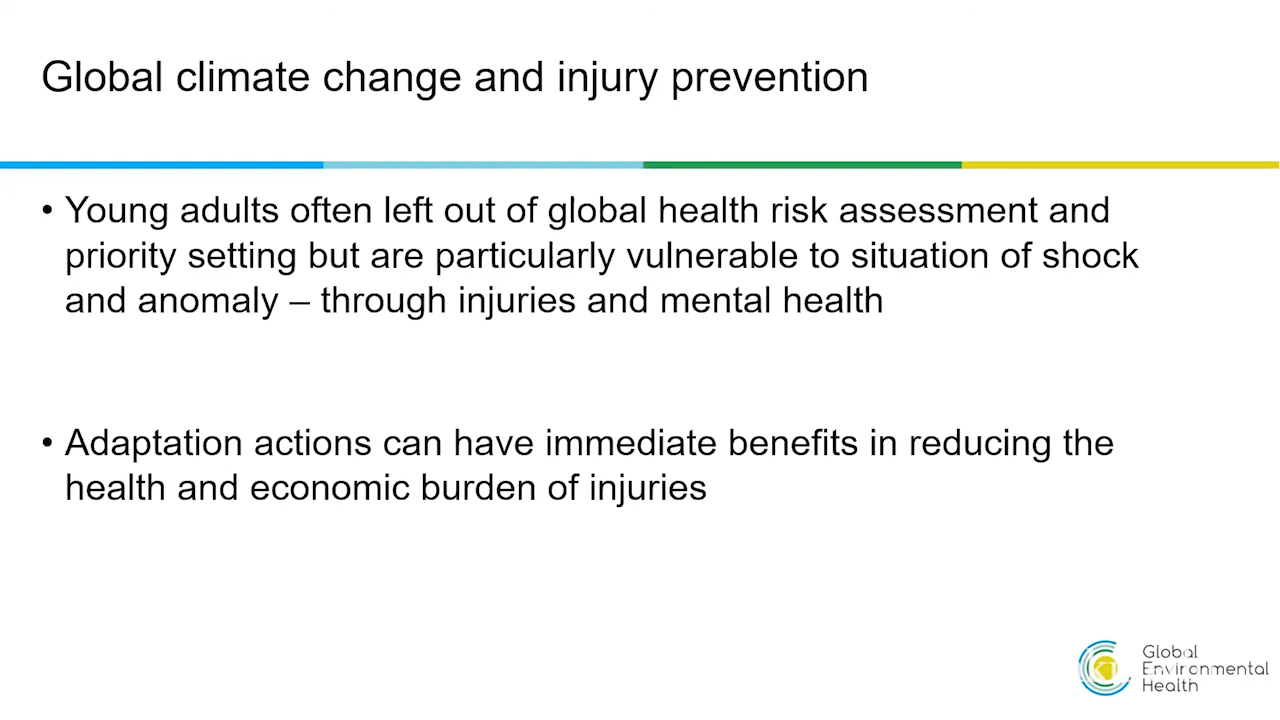 Global climate change and injury prevention
• Young adults often left out of global health risk assessment and
priority setting but are particularly vulnerable to situation of shock
and anomaly – through injuries and mental health
• Adaptation actions can have immediate benefits in reducing the
health and economic burden of injuries
Global
Environmental
Health